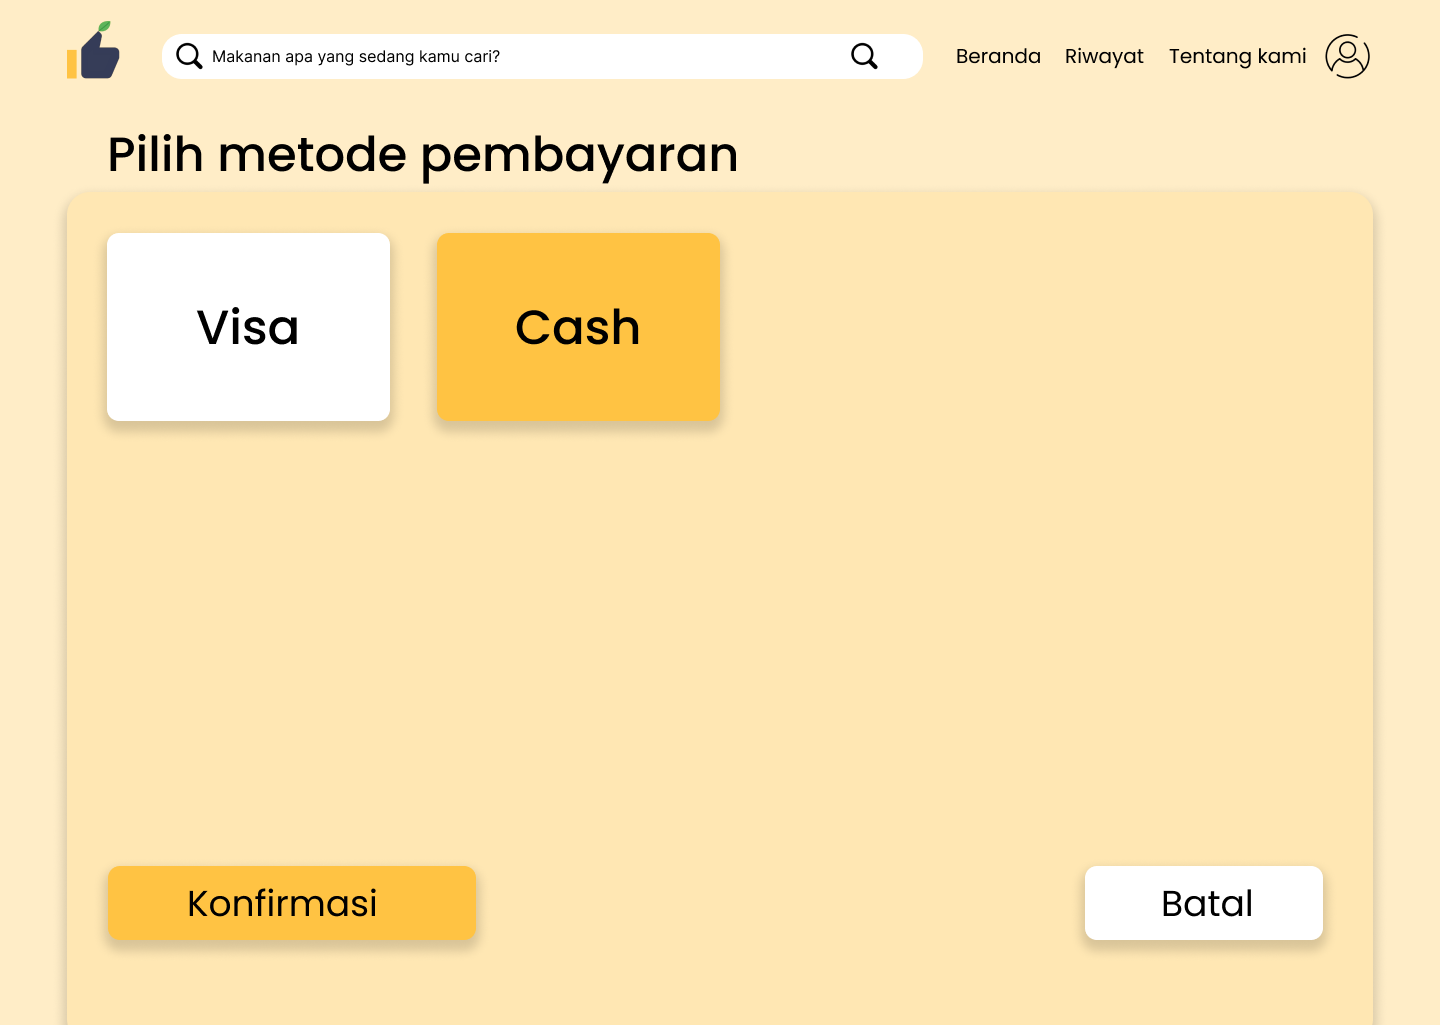 Makanan apa yang sedang kamu cari?
Beranda
Riwayat
Tentang kami
Pilih metode pembayaran
Visa
Cash
Konfirmasi
Batal